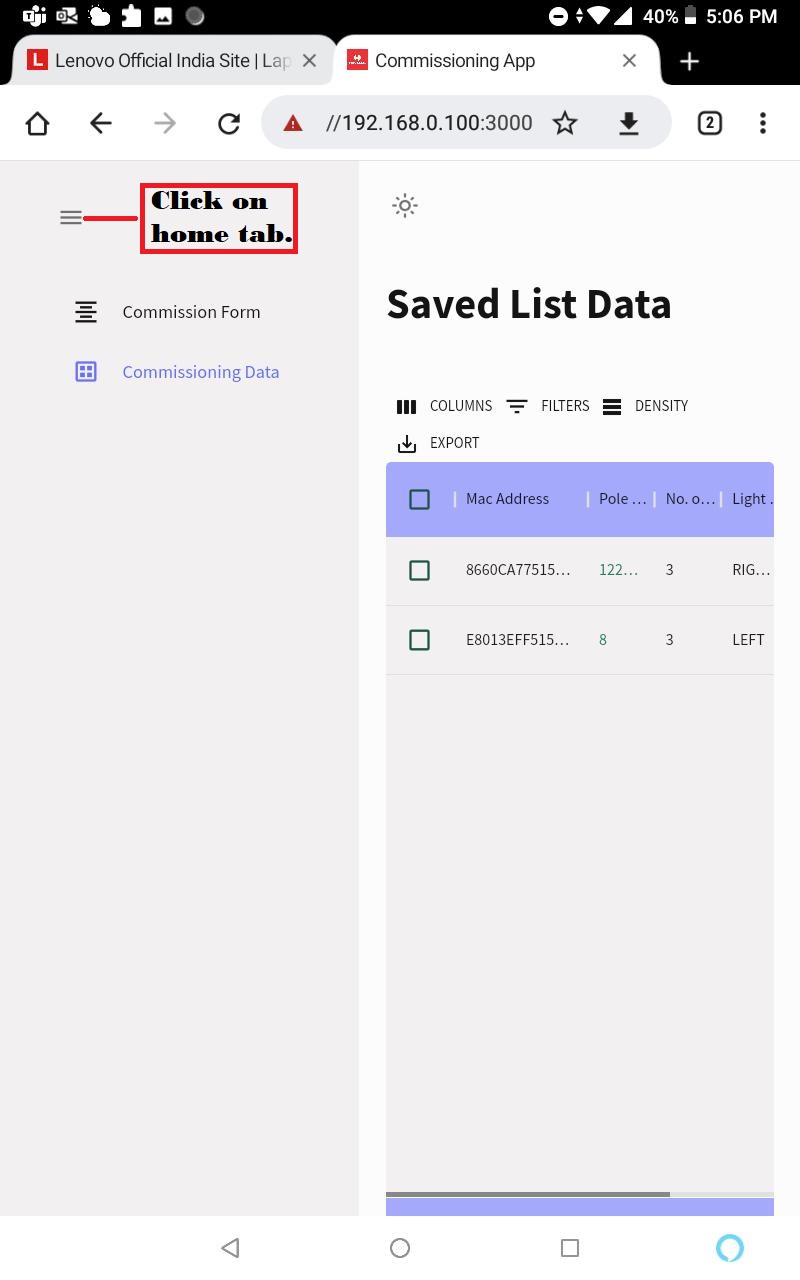 40% 5:06 PM
L Lenovo Official India Site | Lap
Commissioning App
//192.168.0.100:3000
2
Click on
home tab.
Commission Form
Commissioning Data
Saved List Data
COLUMNS FILTERS DENSITY
EXPORT
Mac Address Pole ... No. o... Light .
8660CA77515... 122... 3 RIG...
E8013EFF515... 8 3 LEFT